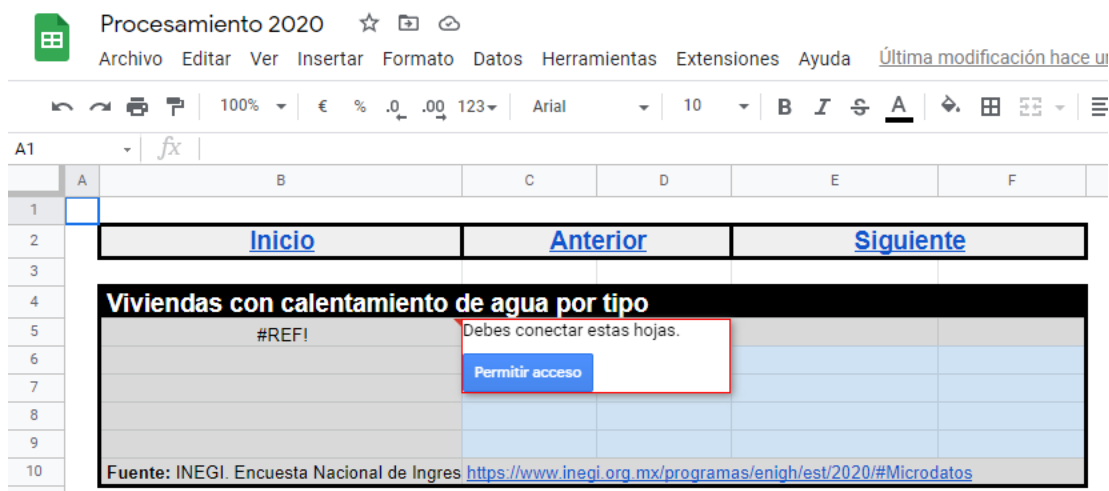 Procesamiento 2020
Archivo Editar Ver Insertar Formato Datos Herramientas Extensiones Ayuda Última modificación hace
100% € % .0 .00 123 Arial 10 B I S A
A1 fx
A B C D E F
1
2 Inicio Anterior Siguiente
3
4 Viviendas con calentamiento de agua por tipo
5 #REF! Debes conectar estas hojas.
6
7 Permitir acceso
8
9
10 Fuente: INEGI. Encuesta Nacional de Ingres https://www.inegi.org.mx/programas/enigh/est/2020/#Microdatos